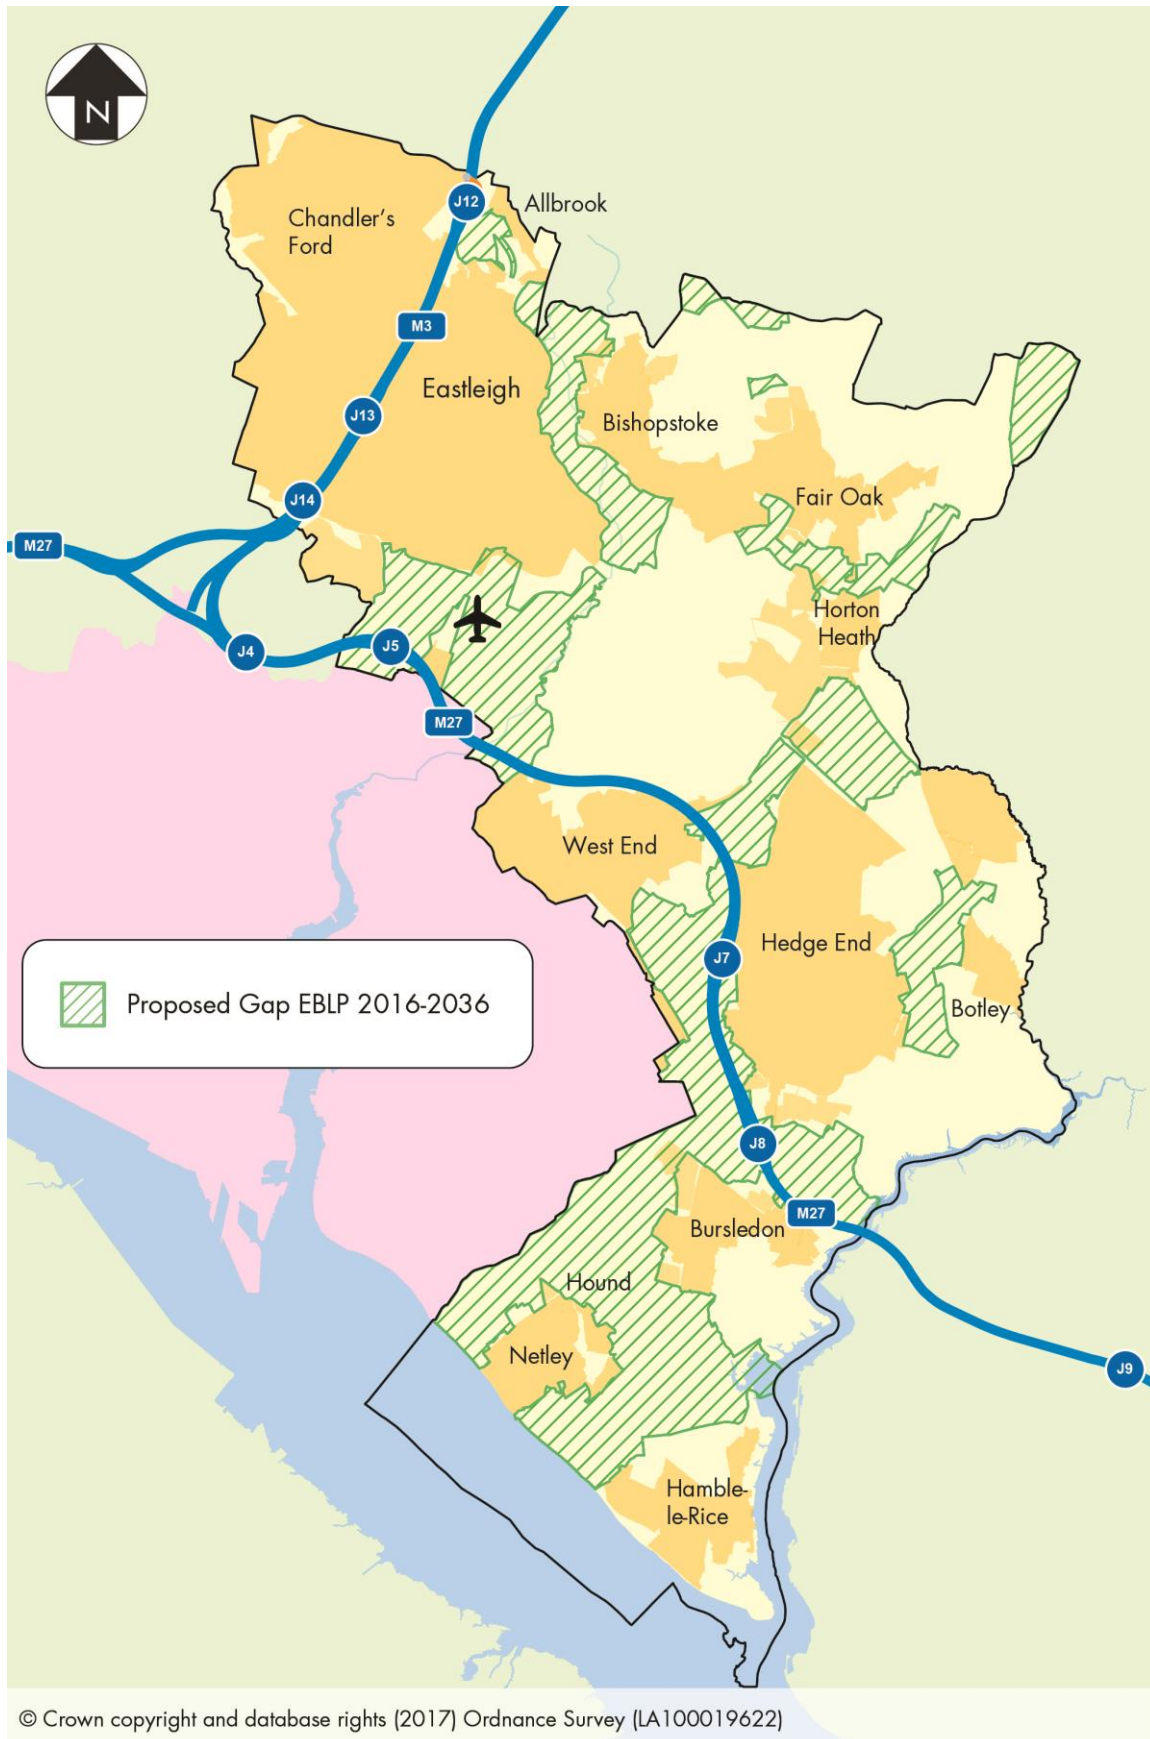 N
J12
Allbrook
Chandler's
Ford
M3
Eastleigh
J13
Bishopstoke
J14
Fair Oak
M27
Horton
Heath
J4
J5
M27
West End
Hedge End
J7
Botley
Proposed Gap EBLP 2016-2036
J8
M27
Bursledon
Hound
Netley
J9
Hamble-
le-Rice
© Crown copyright and database rights (2017) Ordnance Survey (LA100019622)